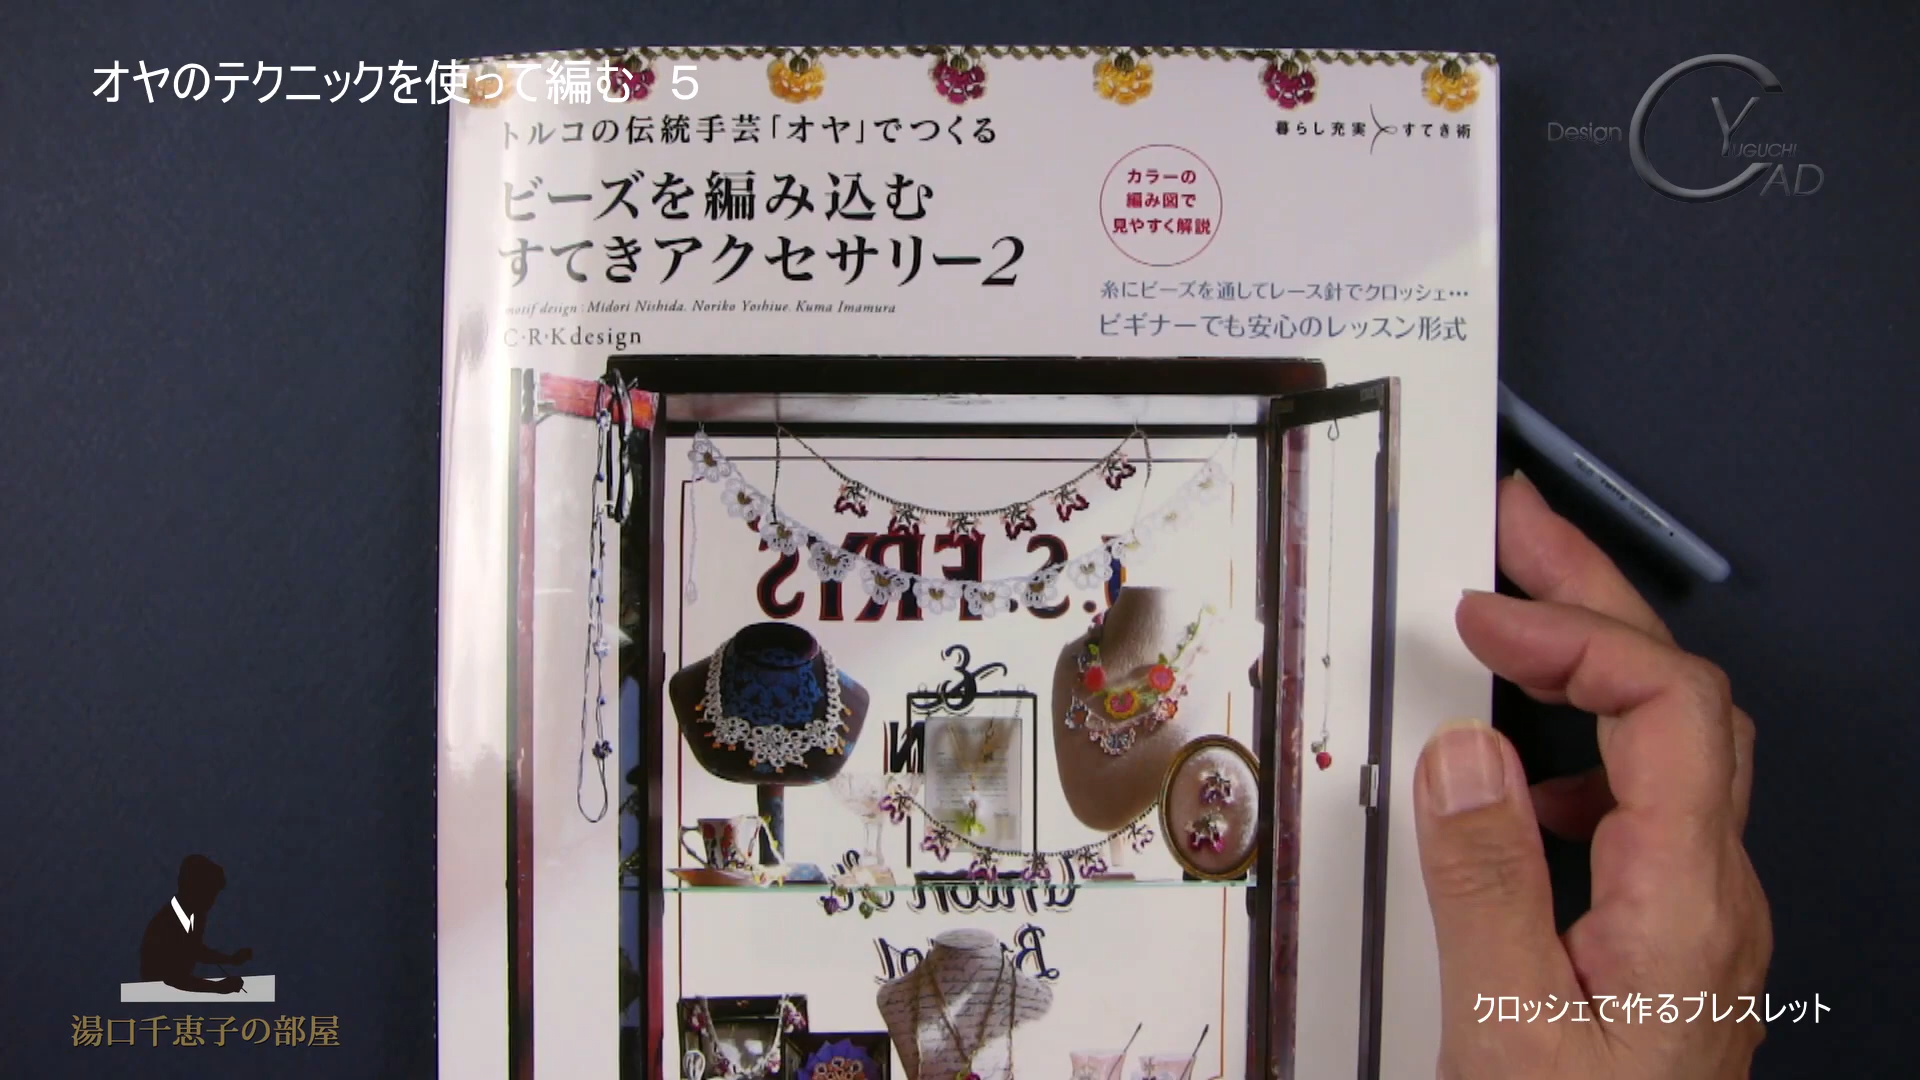 オヤのテクニックを使って編む 5
トルコの伝統手芸「オヤ」でつくる
ビーズを編み込む
すてきアクセサリー2
motif design : Midori Nishida. Noriko Yoshiue. Kuma Imamura
C・R・Kdesign
暮らし充実 すてき術
カラーの
編み図で
見やすく解説
糸にビーズを通してレース針でクロッシェ…
ビギナーでも安心のレッスン形式
Design YUGUCHI CAD
湯口千恵子の部屋
クロッシェで作るブレスレット